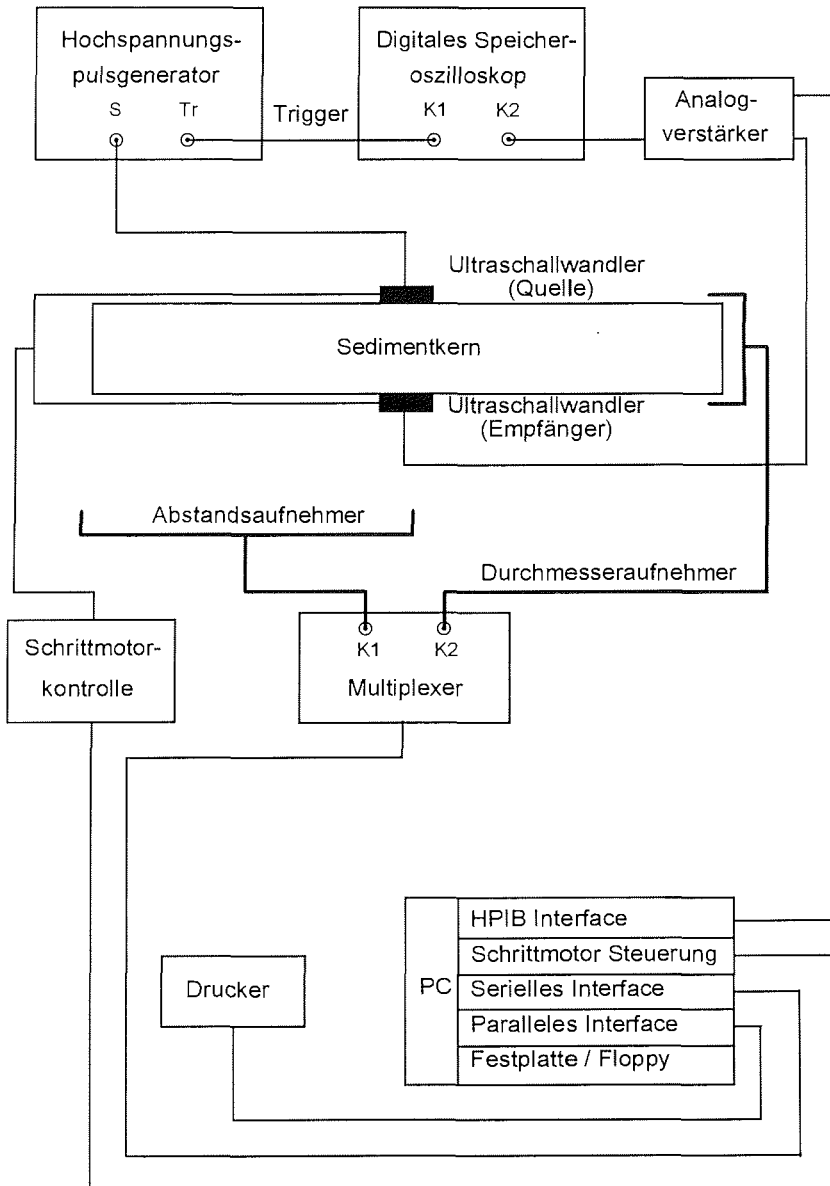 Hochspannungs-
pulsgenerator
S Tr
Trigger
Digitales Speicher-
oszilloskop
K1 K2
Analog-
verstärker
Ultraschallwandler
(Quelle)
Sedimentkern
Ultraschallwandler
(Empfänger)
Abstandsaufnehmer
Durchmesseraufnehmer
Schrittmotor-
kontrolle
K1 K2
Multiplexer
Drucker
PC
HPIB Interface
Schrittmotor Steuerung
Serielles Interface
Paralleles Interface
Festplatte / Floppy